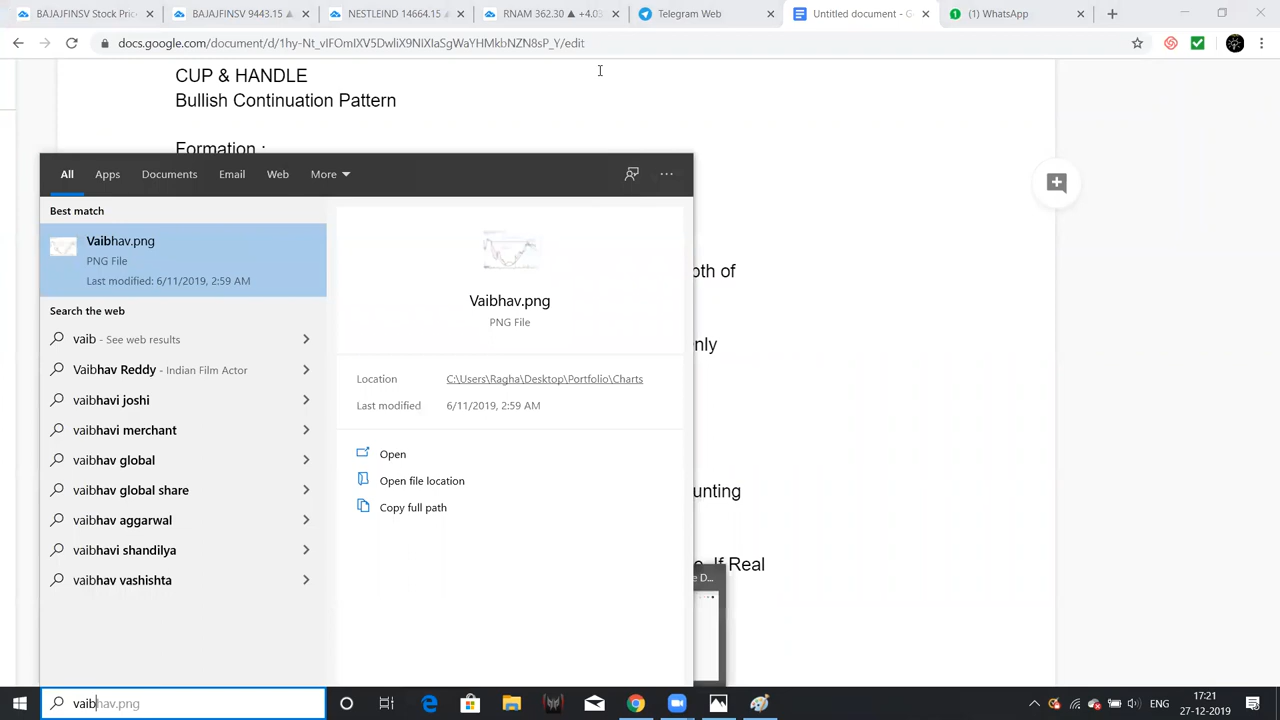 BAJAJFINSV Stock Pric
BAJAJFINSV 9443.15
NESTLEIND 14664.15
RNAM 362.30 ▲ +4.03
Telegram Web
Untitled document - G
(1) WhatsApp
docs.google.com/document/d/1hy-Nt_vIFOmIXV5DwliX9NiXIaSgWaYHMkbNZN8sP_Y/edit
CUP & HANDLE
Bullish Continuation Pattern
Formation :
pth of
nly
unting
If Real
All
Apps
Documents
Email
Web
More
Best match
Vaibhav.png
PNG File
Last modified: 6/11/2019, 2:59 AM
Search the web
vaib - See web results
Vaibhav Reddy - Indian Film Actor
vaibhavi joshi
vaibhavi merchant
vaibhav global
vaibhav global share
vaibhav aggarwal
vaibhavi shandilya
vaibhav vashishta
Vaibhav.png
PNG File
Location C:\Users\Ragha\Desktop\Portfolio\Charts
Last modified 6/11/2019, 2:59 AM
Open
Open file location
Copy full path
e D...
vaibhav.png
ENG
17:21
27-12-2019